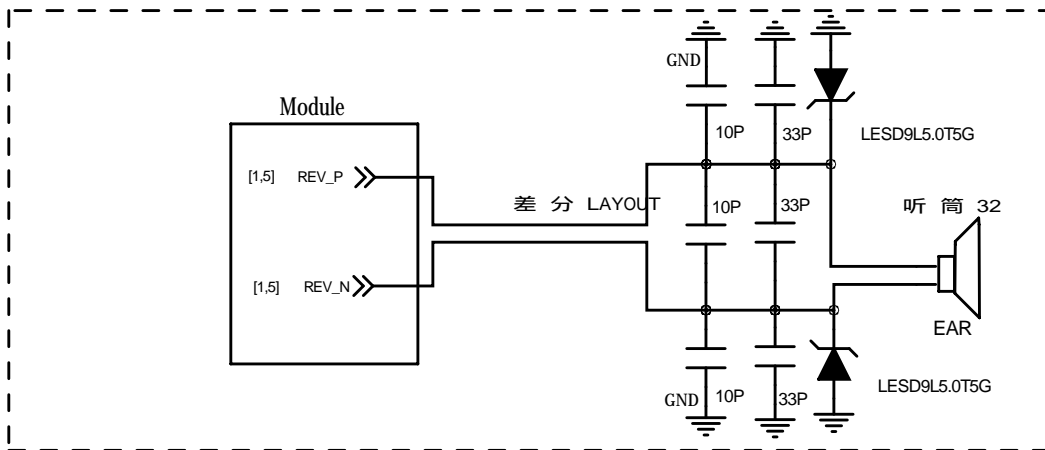 GND
Module
10P
33P
LESD9L5.0T5G
[1,5] REV_P
差 分 LAYOUT
10P
33P
听 筒 32
[1,5] REV_N
EAR
GND
10P
33P
LESD9L5.0T5G